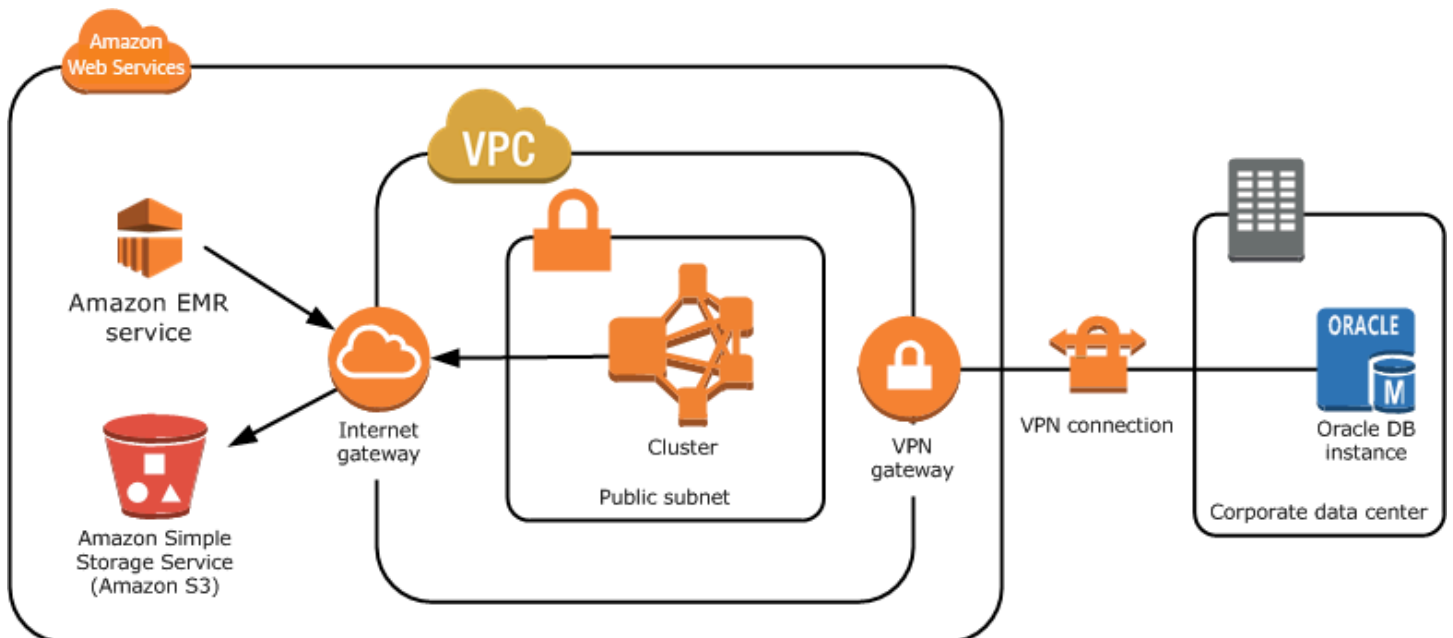 Amazon
Web Services
VPC
Amazon EMR
service
Internet
gateway
Amazon Simple
Storage Service
(Amazon S3)
Cluster
Public subnet
VPN
gateway
VPN connection
ORACLE
M
Oracle DB
instance
Corporate data center